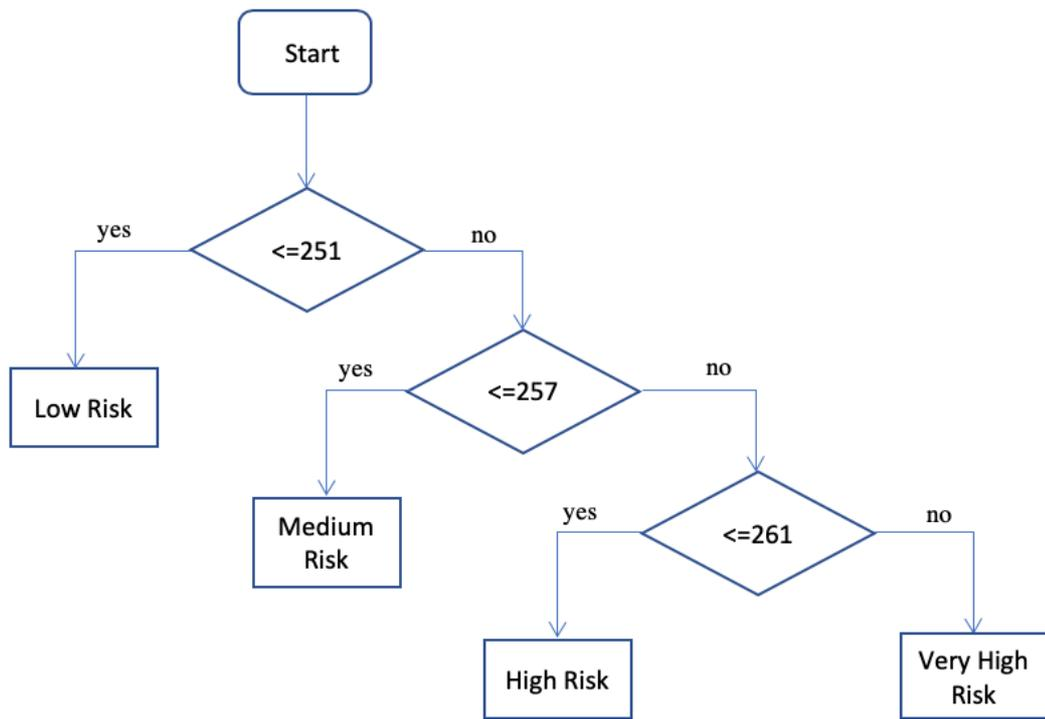 Start
yes
<=251
no
Low Risk
yes
<=257
no
Medium
Risk
yes
<=261
no
High Risk
Very High
Risk